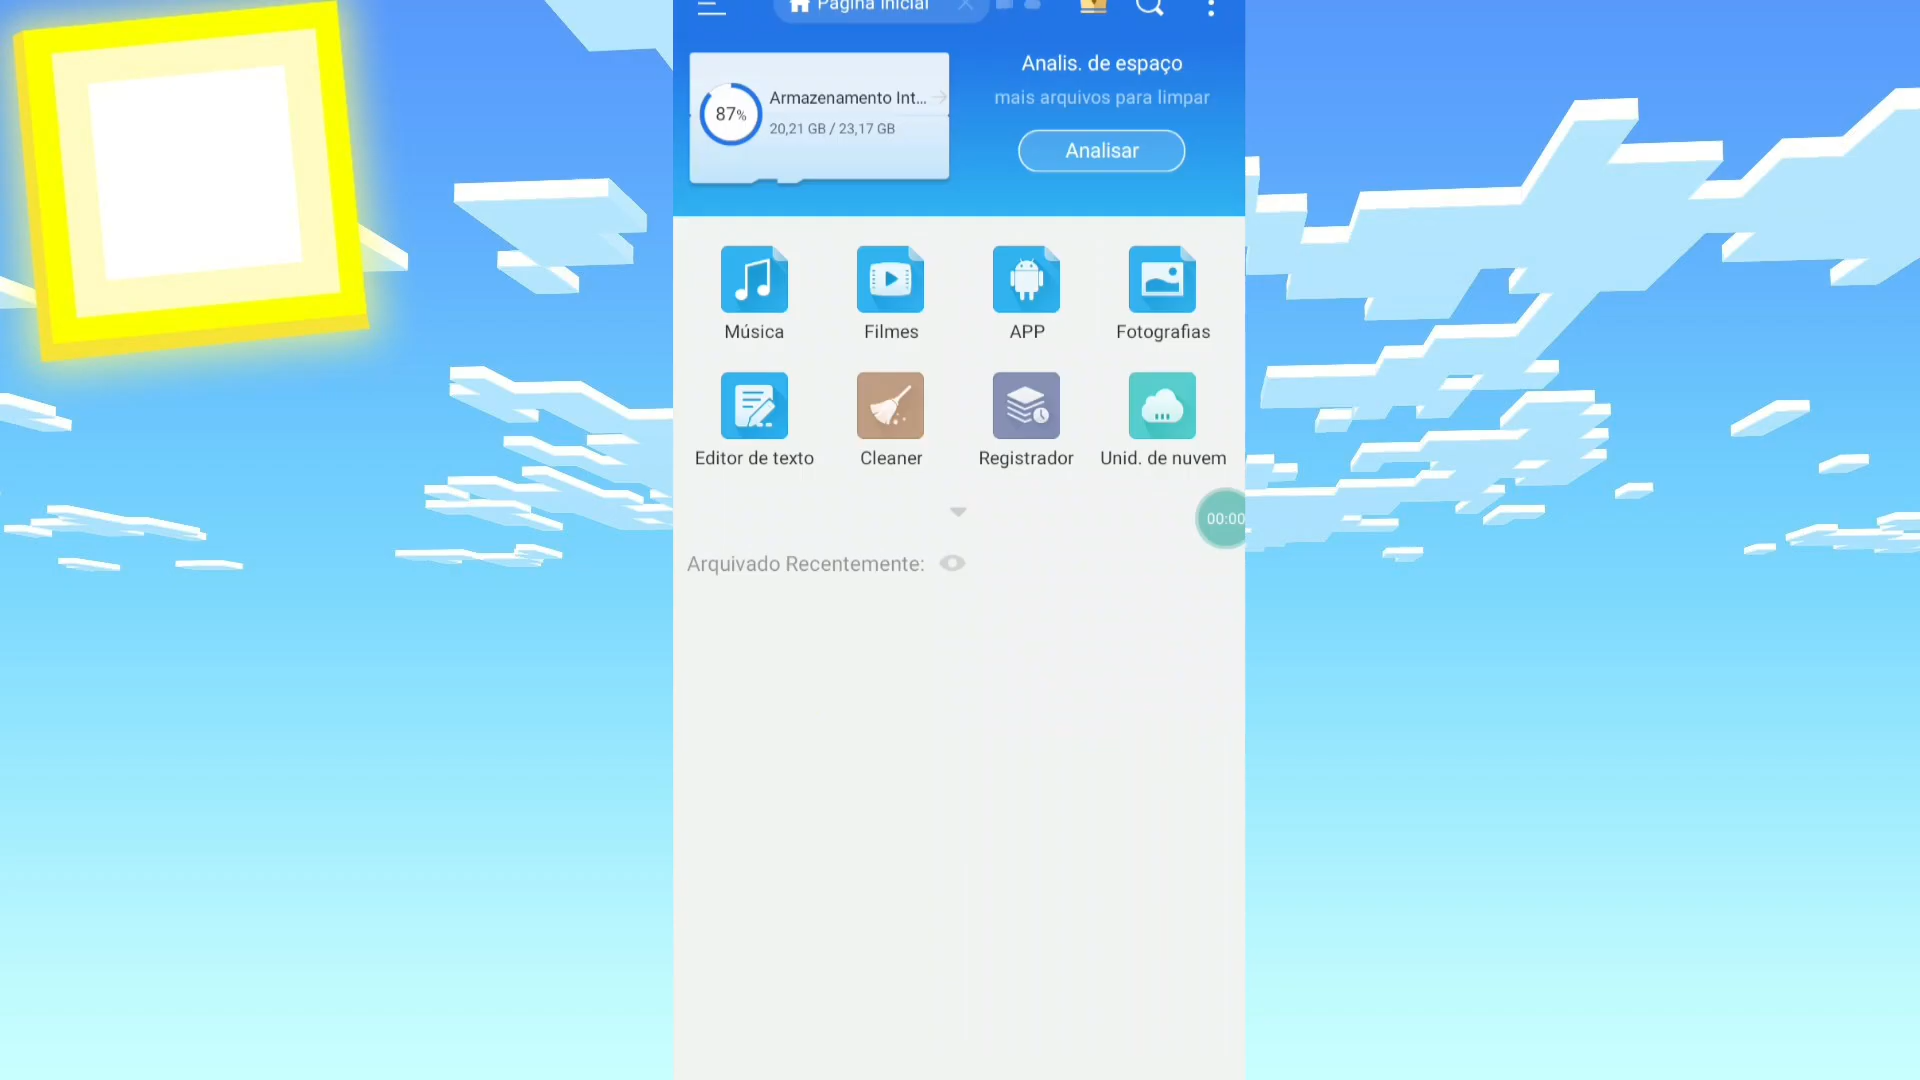 Página Inicial
Analis. de espaço
mais arquivos para limpar
Analisar
87%
Armazenamento Int...
20,21 GB / 23,17 GB
Música
Filmes
APP
Fotografias
Editor de texto
Cleaner
Registrador
Unid. de nuvem
00:00
Arquivado Recentemente: